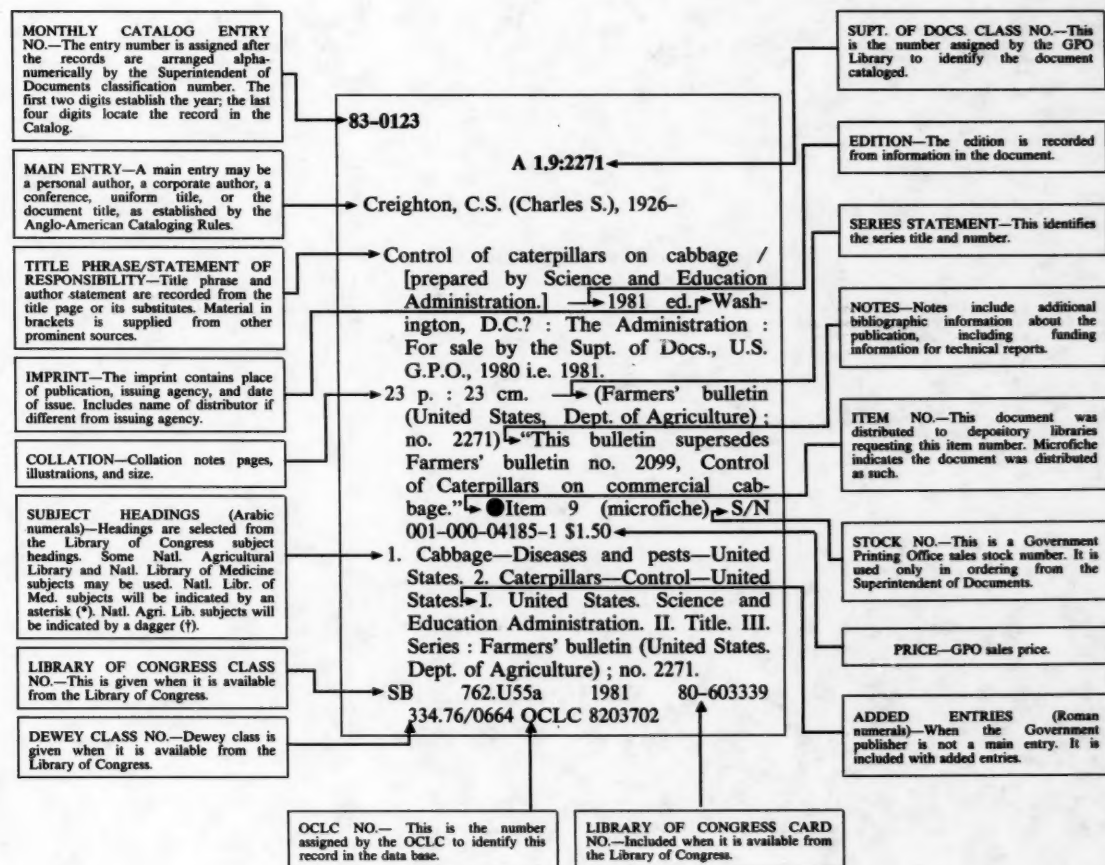 MONTHLY CATALOG ENTRY
NO.—The entry number is assigned after
the records are arranged alpha-
numerically by the Superintendent of
Documents classification number. The
first two digits establish the year; the last
four digits locate the record in the
Catalog.
MAIN ENTRY—A main entry may be
a personal author, a corporate author, a
conference, uniform title, or the
document title, as established by the
Anglo-American Cataloging Rules.
TITLE PHRASE/STATEMENT OF
RESPONSIBILITY—Title phrase and
author statement are recorded from the
title page or its substitutes. Material in
brackets is supplied from other
prominent sources.
IMPRINT—The imprint contains place
of publication, issuing agency, and date
of issue. Includes name of distributor if
different from issuing agency.
COLLATION—Collation notes pages,
illustrations, and size.
SUBJECT HEADINGS (Arabic
numerals)—Headings are selected from
the Library of Congress subject
headings. Some Natl. Agricultural
Library and Natl. Library of Medicine
subjects may be used. Natl. Libr. of
Med. subjects will be indicated by an
asterisk (*). Natl. Agri. Lib. subjects will
be indicated by a dagger (†).
LIBRARY OF CONGRESS CLASS
NO.—This is given when it is available
from the Library of Congress.
DEWEY CLASS NO.—Dewey class is
given when it is available from the
Library of Congress.
83-0123
A 1.9:2271
Creighton, C.S. (Charles S.), 1926–
Control of caterpillars on cabbage /
[prepared by Science and Education
Administration.] 1981 ed. Wash-
ington, D.C.? : The Administration :
For sale by the Supt. of Docs., U.S.
G.P.O., 1980 i.e. 1981.
23 p. : 23 cm. (Farmers' bulletin
(United States, Dept. of Agriculture) ;
no. 2271) “This bulletin supersedes
Farmers' bulletin no. 2099, Control
of Caterpillars on commercial cab-
bage.” ●Item 9 (microfiche) S/N
001-000-04185-1 $1.50
1. Cabbage—Diseases and pests—United
States. 2. Caterpillars—Control—United
States. I. United States. Science and
Education Administration. II. Title. III.
Series : Farmers' bulletin (United States.
Dept. of Agriculture) ; no. 2271.
SB 762.U55a 1981 80-603339
334.76/0664 OCLC 8203702
SUPT. OF DOCS. CLASS NO.—This
is the number assigned by the GPO
Library to identify the document
cataloged.
EDITION—The edition is recorded
from information in the document.
SERIES STATEMENT—This identifies
the series title and number.
NOTES—Notes include additional
bibliographic information about the
publication, including funding
information for technical reports.
ITEM NO.—This document was
distributed to depository libraries
requesting this item number. Microfiche
indicates the document was distributed
as such.
STOCK NO.—This is a Government
Printing Office sales stock number. It is
used only in ordering from the
Superintendent of Documents.
PRICE—GPO sales price.
ADDED ENTRIES (Roman
numerals)—When the Government
publisher is not a main entry. It is
included with added entries.
OCLC NO.— This is the number
assigned by the OCLC to identify this
record in the data base.
LIBRARY OF CONGRESS CARD
NO.—Included when it is available from
the Library of Congress.